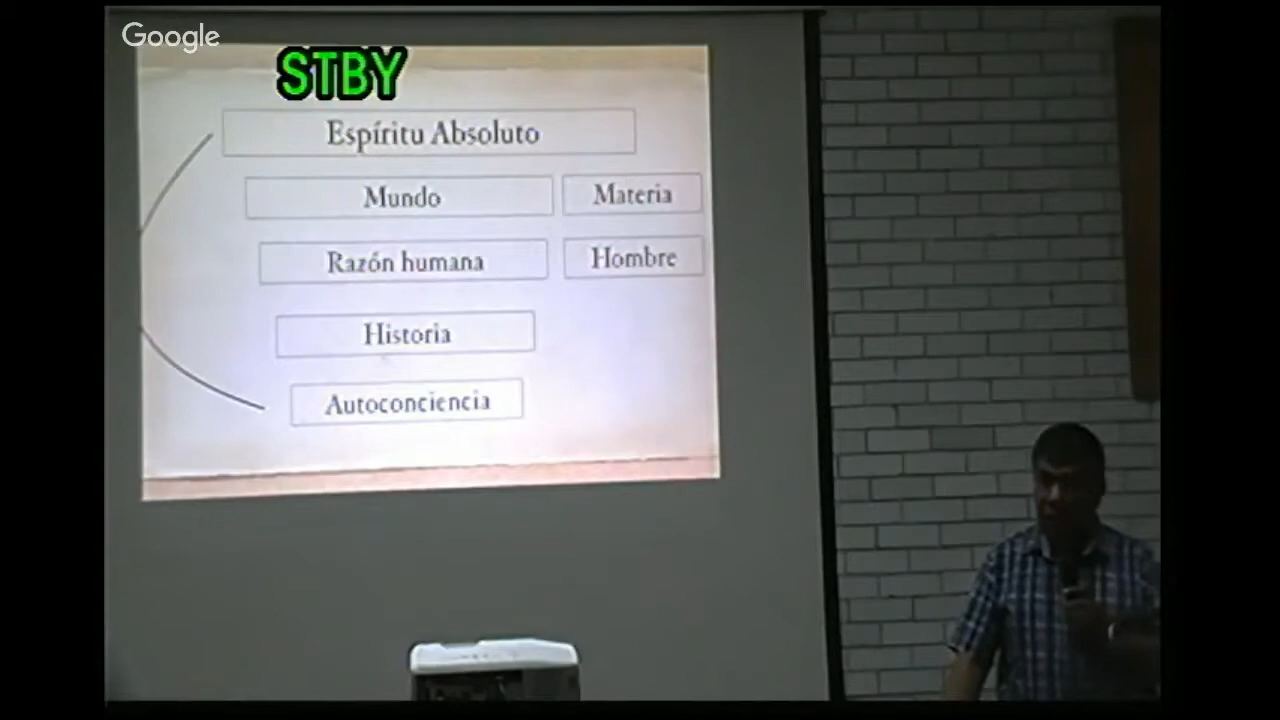 Google
STBY
Espíritu Absoluto
Mundo Materia
Razón humana Hombre
Historia
Autoconciencia